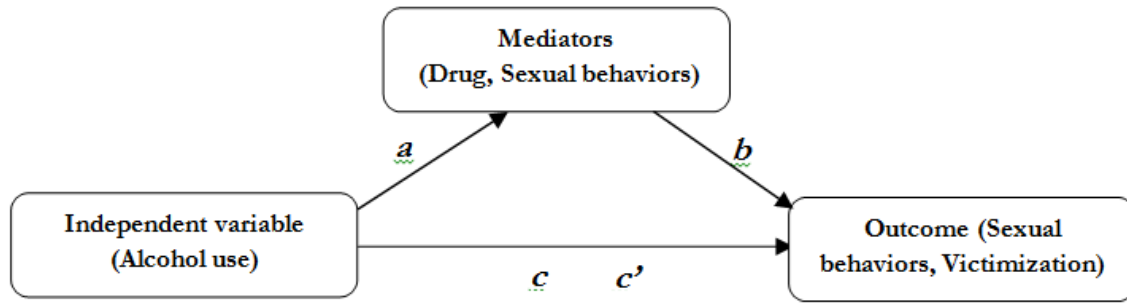 Mediators
(Drug, Sexual behaviors)
a
b
Independent variable
(Alcohol use)
Outcome (Sexual
behaviors, Victimization)
c c’